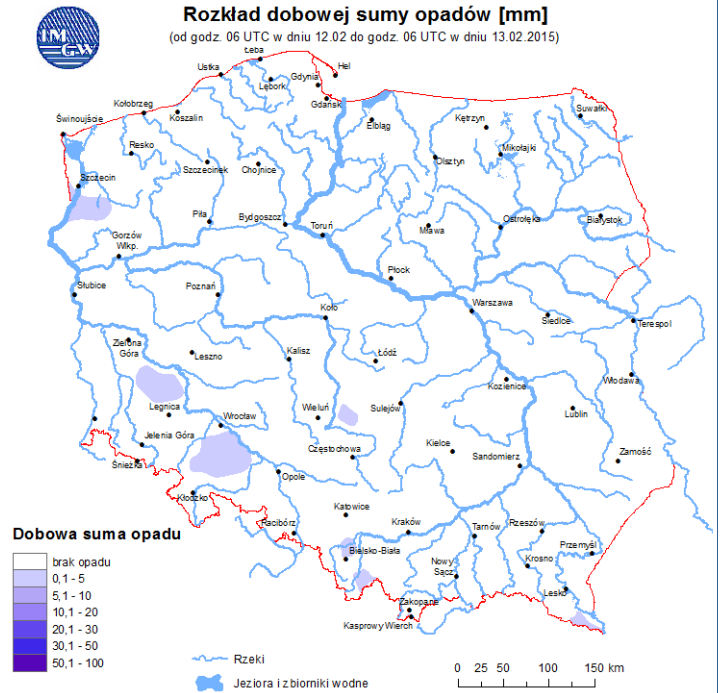 IMGW
Rozkład dobowej sumy opadów [mm]
(od godz. 06 UTC w dniu 12.02 do godz. 06 UTC w dniu 13.02.2015)
Łeba
Ustka
Hel
Gdynia
Lębork
Gdańsk
Suwałki
Kołobrzeg
Koszalin
Świnoujście
Elbląg
Kętrzyn
Resko
Mikołajki
Olsztyn
Szczecin
Szczecinek
Chojnice
Piła
Bydgoszcz
Toruń
Ostrołęka
Białystok
Mława
Gorzów
Wlkp.
Płock
Słubice
Poznań
Koło
Warszawa
Siedlce
Terespol
Zielona
Góra
Leszno
Kalisz
Łódź
Kozienice
Włodawa
Legnica
Wrocław
Wieluń
Sulejów
Lublin
Jelenia Góra
Częstochowa
Kielce
Sandomierz
Zamość
Śnieżka
Opole
Kłodzko
Katowice
Racibórz
Kraków
Tarnów
Rzeszów
Przemyśl
Bielsko-Biała
Nowy
Sącz
Krosno
Lesko
Zakopane
Kasprowy Wierch
Dobowa suma opadu
brak opadu
0,1 - 5
5,1 - 10
10,1 - 20
20,1 - 30
30,1 - 50
50,1 - 100
Rzeki
Jeziora i zbiorniki wodne
0 25 50 100 150 km